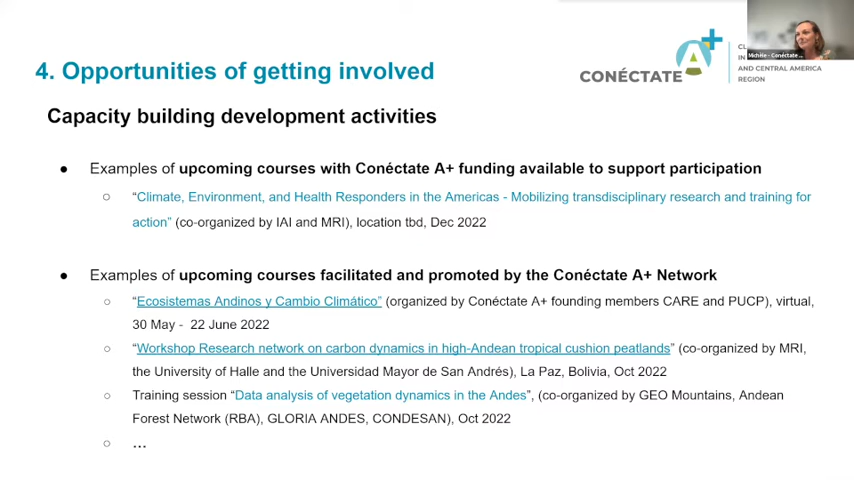 Michèle - Conéctate ...
CONÉCTATE A+
AND CENTRAL AMERICA
REGION
4. Opportunities of getting involved
Capacity building development activities
● Examples of upcoming courses with Conéctate A+ funding available to support participation
○ “Climate, Environment, and Health Responders in the Americas - Mobilizing transdisciplinary research and training for
action” (co-organized by IAI and MRI), location tbd, Dec 2022
● Examples of upcoming courses facilitated and promoted by the Conéctate A+ Network
○ “Ecosistemas Andinos y Cambio Climático” (organized by Conéctate A+ founding members CARE and PUCP), virtual,
30 May - 22 June 2022
○ “Workshop Research network on carbon dynamics in high-Andean tropical cushion peatlands” (co-organized by MRI,
the University of Halle and the Universidad Mayor de San Andrés), La Paz, Bolivia, Oct 2022
○ Training session “Data analysis of vegetation dynamics in the Andes”, (co-organized by GEO Mountains, Andean
Forest Network (RBA), GLORIA ANDES, CONDESAN), Oct 2022
○ ...